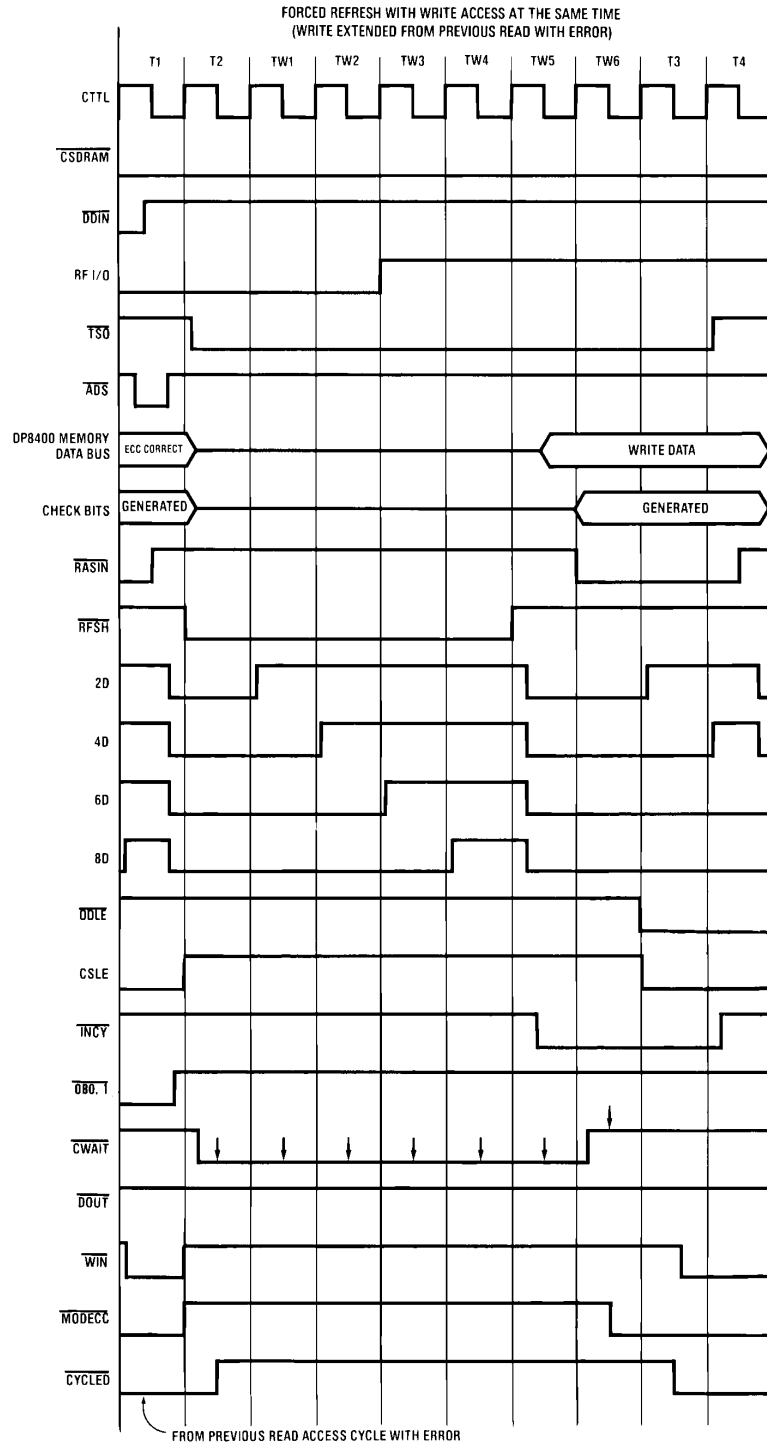 FORCED REFRESH WITH WRITE ACCESS AT THE SAME TIME
(WRITE EXTENDED FROM PREVIOUS READ WITH ERROR)
T1 T2 TW1 TW2 TW3 TW4 TW5 TW6 T3 T4
CTTL
CSDRAM
DDIN
RF I/O
TSO
ADS
DP8400 MEMORY
DATA BUS
ECC CORRECT
WRITE DATA
CHECK BITS
GENERATED
GENERATED
RASIN
RFSH
2D
4D
6D
8D
ODLE
CSLE
INCY
OBO, 1
CWAIT
DOUT
WIN
MODECC
CYCLED
FROM PREVIOUS READ ACCESS CYCLE WITH ERROR